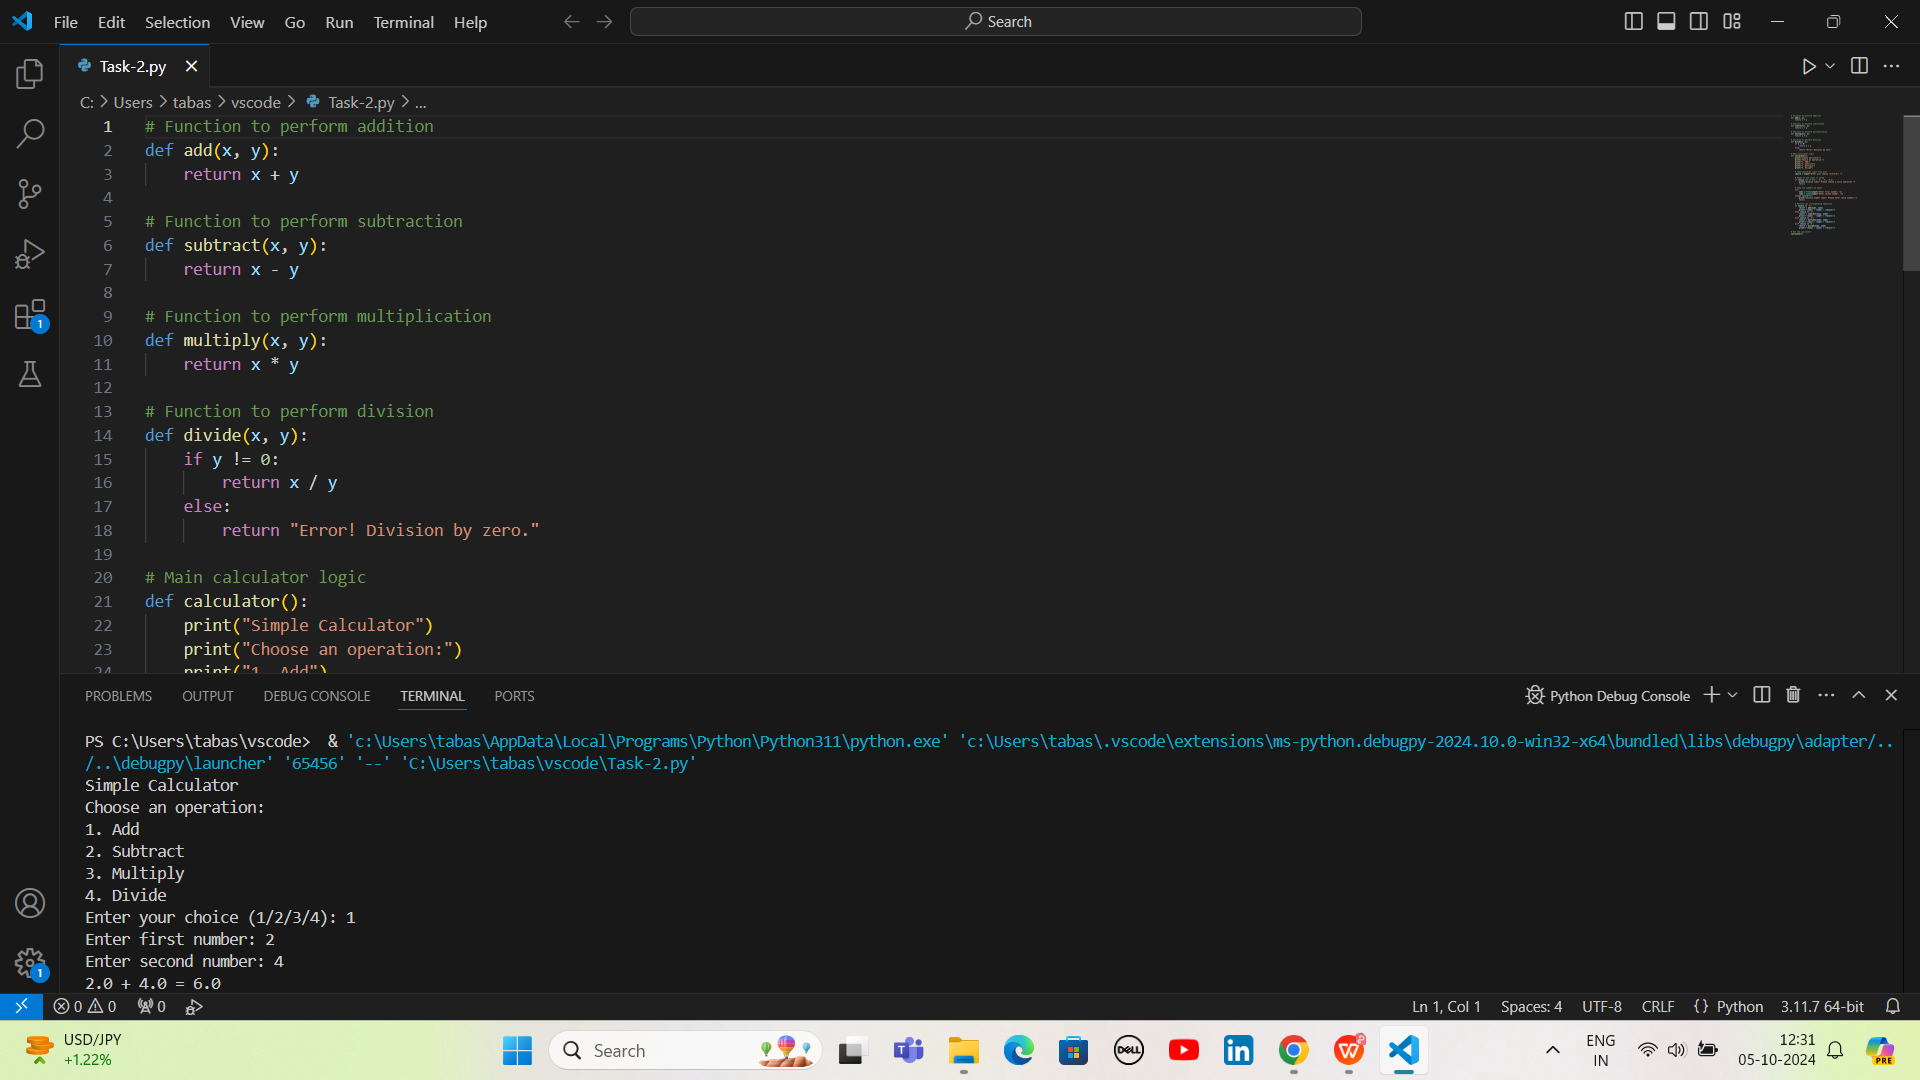 File Edit Selection View Go Run Terminal Help
Search
Task-2.py
C: > Users > tabas > vscode > Task-2.py > ...
1 # Function to perform addition
2 def add(x, y):
3 return x + y
4
5 # Function to perform subtraction
6 def subtract(x, y):
7 return x - y
8
9 # Function to perform multiplication
10 def multiply(x, y):
11 return x * y
12
13 # Function to perform division
14 def divide(x, y):
15 if y != 0:
16 return x / y
17 else:
18 return "Error! Division by zero."
19
20 # Main calculator logic
21 def calculator():
22 print("Simple Calculator")
23 print("Choose an operation:")
24 print("1. Add")
1
PROBLEMS OUTPUT DEBUG CONSOLE TERMINAL PORTS
Python Debug Console
PS C:\Users\tabas\vscode> & 'c:\Users\tabas\AppData\Local\Programs\Python\Python311\python.exe' 'c:\Users\tabas\.vscode\extensions\ms-python.debugpy-2024.10.0-win32-x64\bundled\libs\debugpy\adapter/..
/..\debugpy\launcher' '65456' '--' 'C:\Users\tabas\vscode\Task-2.py'
Simple Calculator
Choose an operation:
1. Add
2. Subtract
3. Multiply
4. Divide
Enter your choice (1/2/3/4): 1
Enter first number: 2
Enter second number: 4
2.0 + 4.0 = 6.0
1
0 0 0
Ln 1, Col 1 Spaces: 4 UTF-8 CRLF {} Python 3.11.7 64-bit
USD/JPY
+1.22%
Search
DELL
in
W
2
ENG
IN
12:31
05-10-2024
PRE